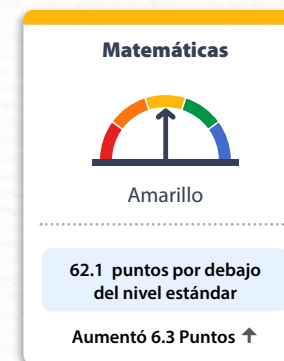 Matemáticas
Amarillo
62.1 puntos por debajo
del nivel estándar
Aumentó 6.3 Puntos